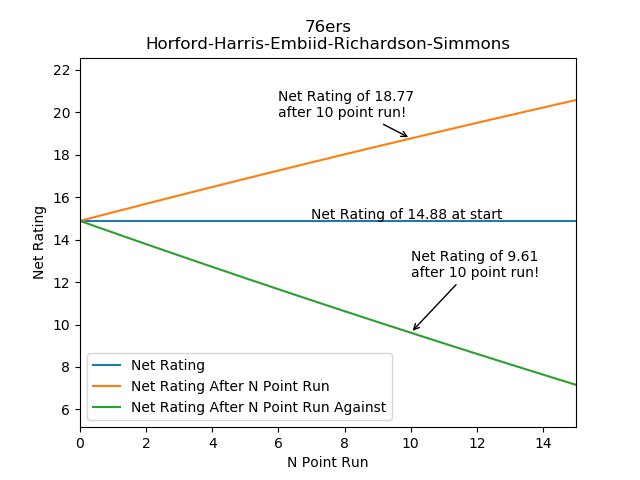 76ers
Horford-Harris-Embiid-Richardson-Simmons
Net Rating of 18.77
after 10 point run!
Net Rating of 14.88 at start
Net Rating of 9.61
after 10 point run!
Net Rating
22
20
18
16
14
12
10
8
6
Net Rating
Net Rating After N Point Run
Net Rating After N Point Run Against
0 2 4 6 8 10 12 14
N Point Run